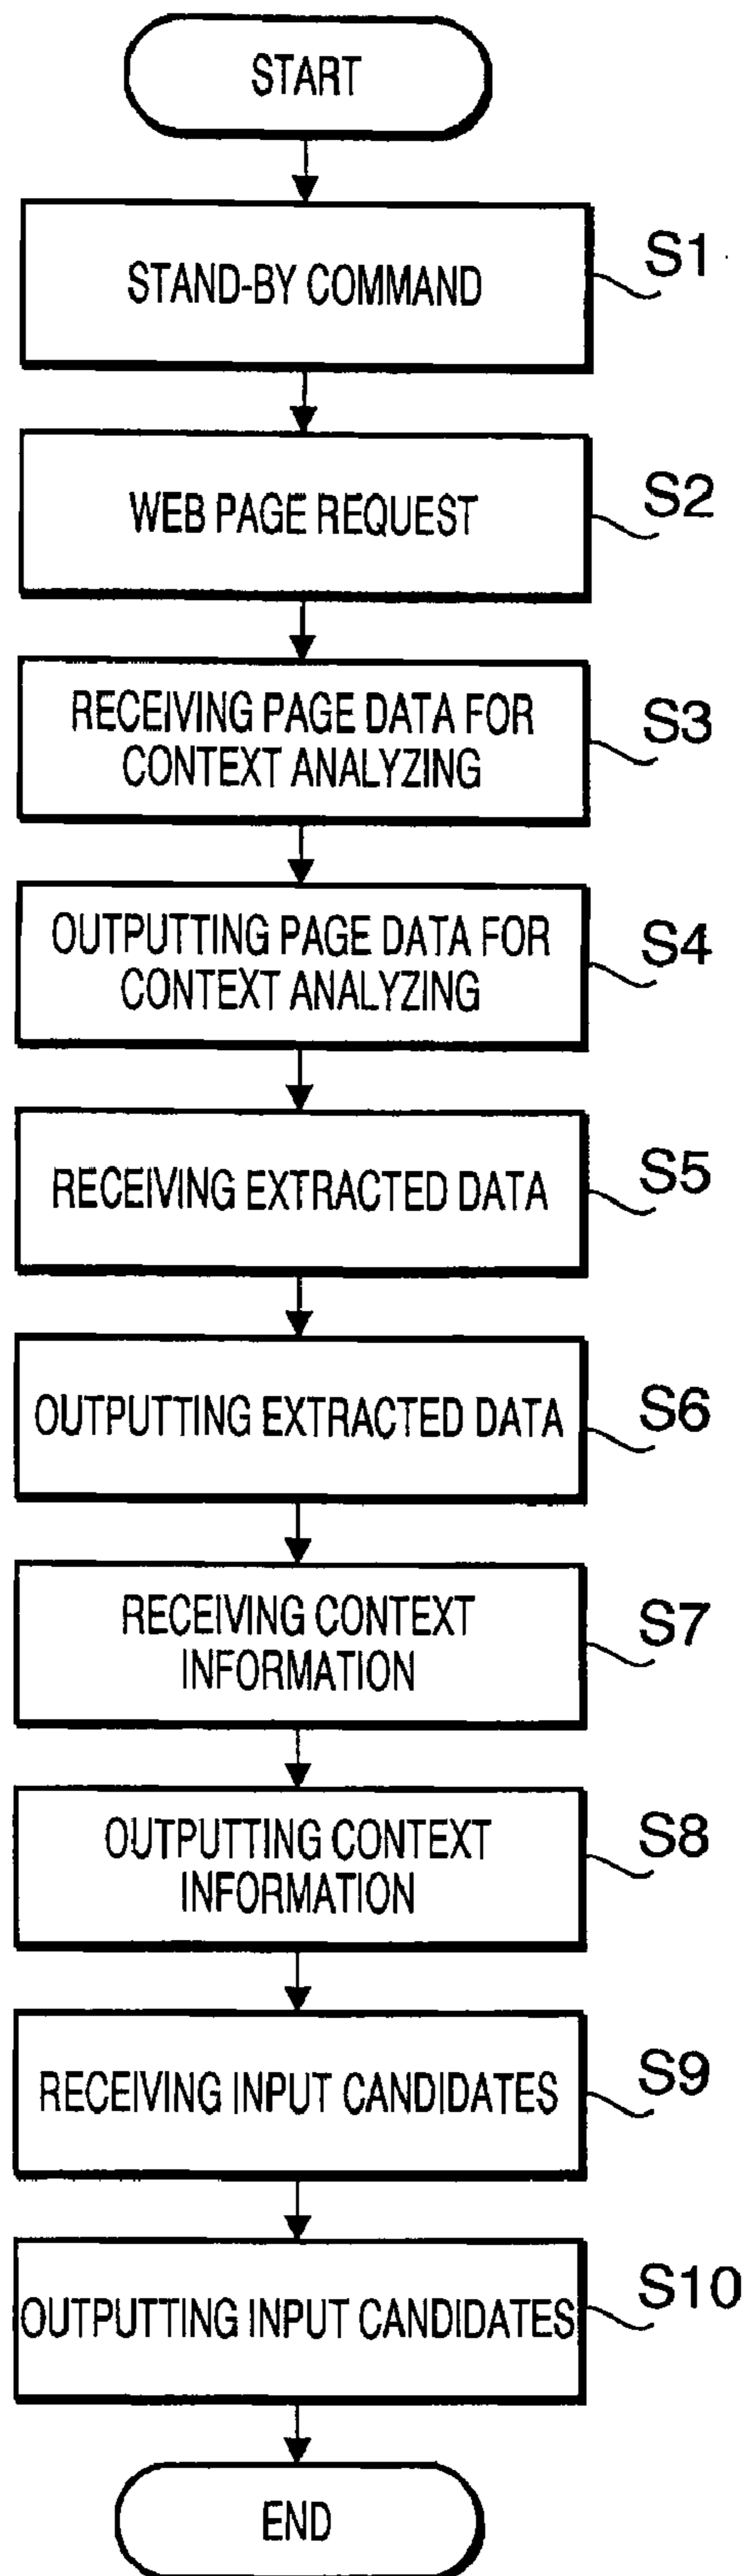 START
STAND-BY COMMAND
S1
WEB PAGE REQUEST
S2
RECEIVING PAGE DATA FOR
CONTEXT ANALYZING
S3
OUTPUTTING PAGE DATA FOR
CONTEXT ANALYZING
S4
RECEIVING EXTRACTED DATA
S5
OUTPUTTING EXTRACTED DATA
S6
RECEIVING CONTEXT
INFORMATION
S7
OUTPUTTING CONTEXT
INFORMATION
S8
RECEIVING INPUT CANDIDATES
S9
OUTPUTTING INPUT CANDIDATES
S10
END